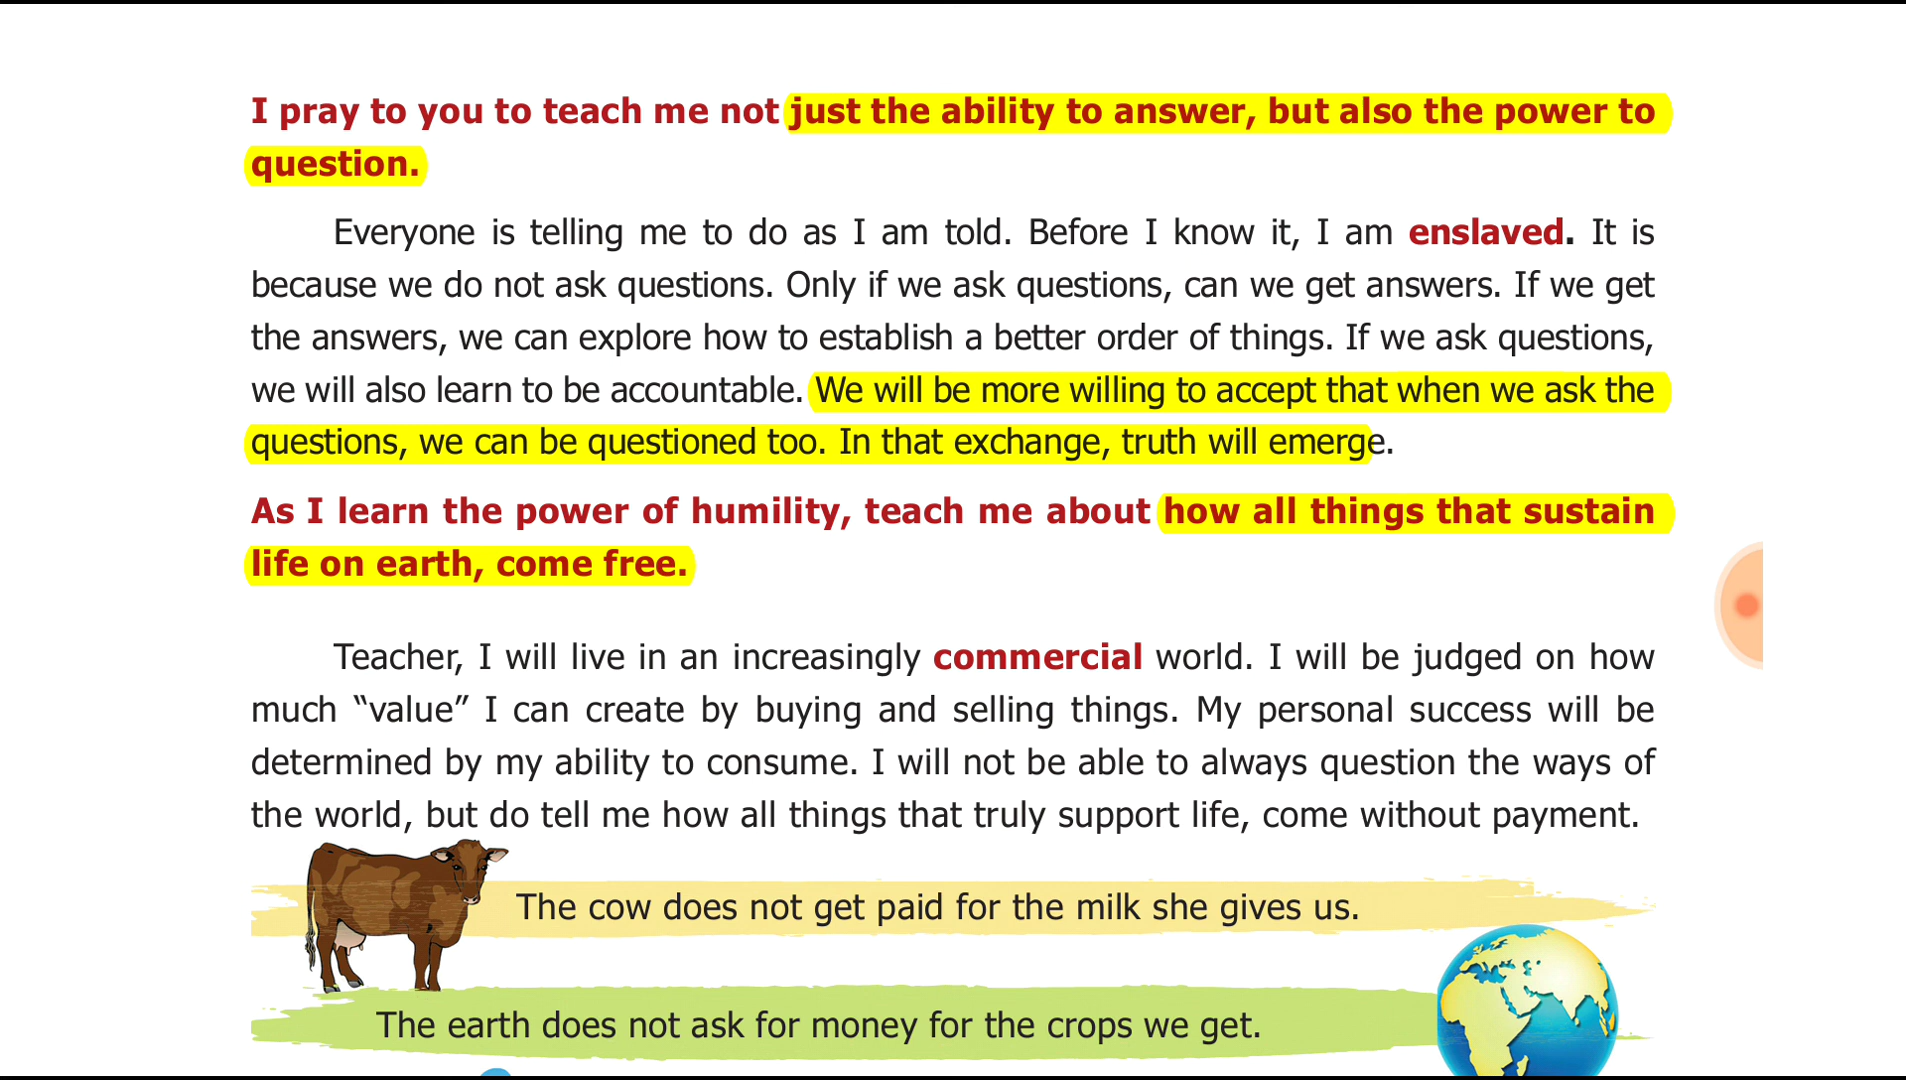 I pray to you to teach me not just the ability to answer, but also the power to
question.
Everyone is telling me to do as I am told. Before I know it, I am enslaved. It is
because we do not ask questions. Only if we ask questions, can we get answers. If we get
the answers, we can explore how to establish a better order of things. If we ask questions,
we will also learn to be accountable. We will be more willing to accept that when we ask the
questions, we can be questioned too. In that exchange, truth will emerge.
As I learn the power of humility, teach me about how all things that sustain
life on earth, come free.
Teacher, I will live in an increasingly commercial world. I will be judged on how
much “value” I can create by buying and selling things. My personal success will be
determined by my ability to consume. I will not be able to always question the ways of
the world, but do tell me how all things that truly support life, come without payment.
The cow does not get paid for the milk she gives us.
The earth does not ask for money for the crops we get.